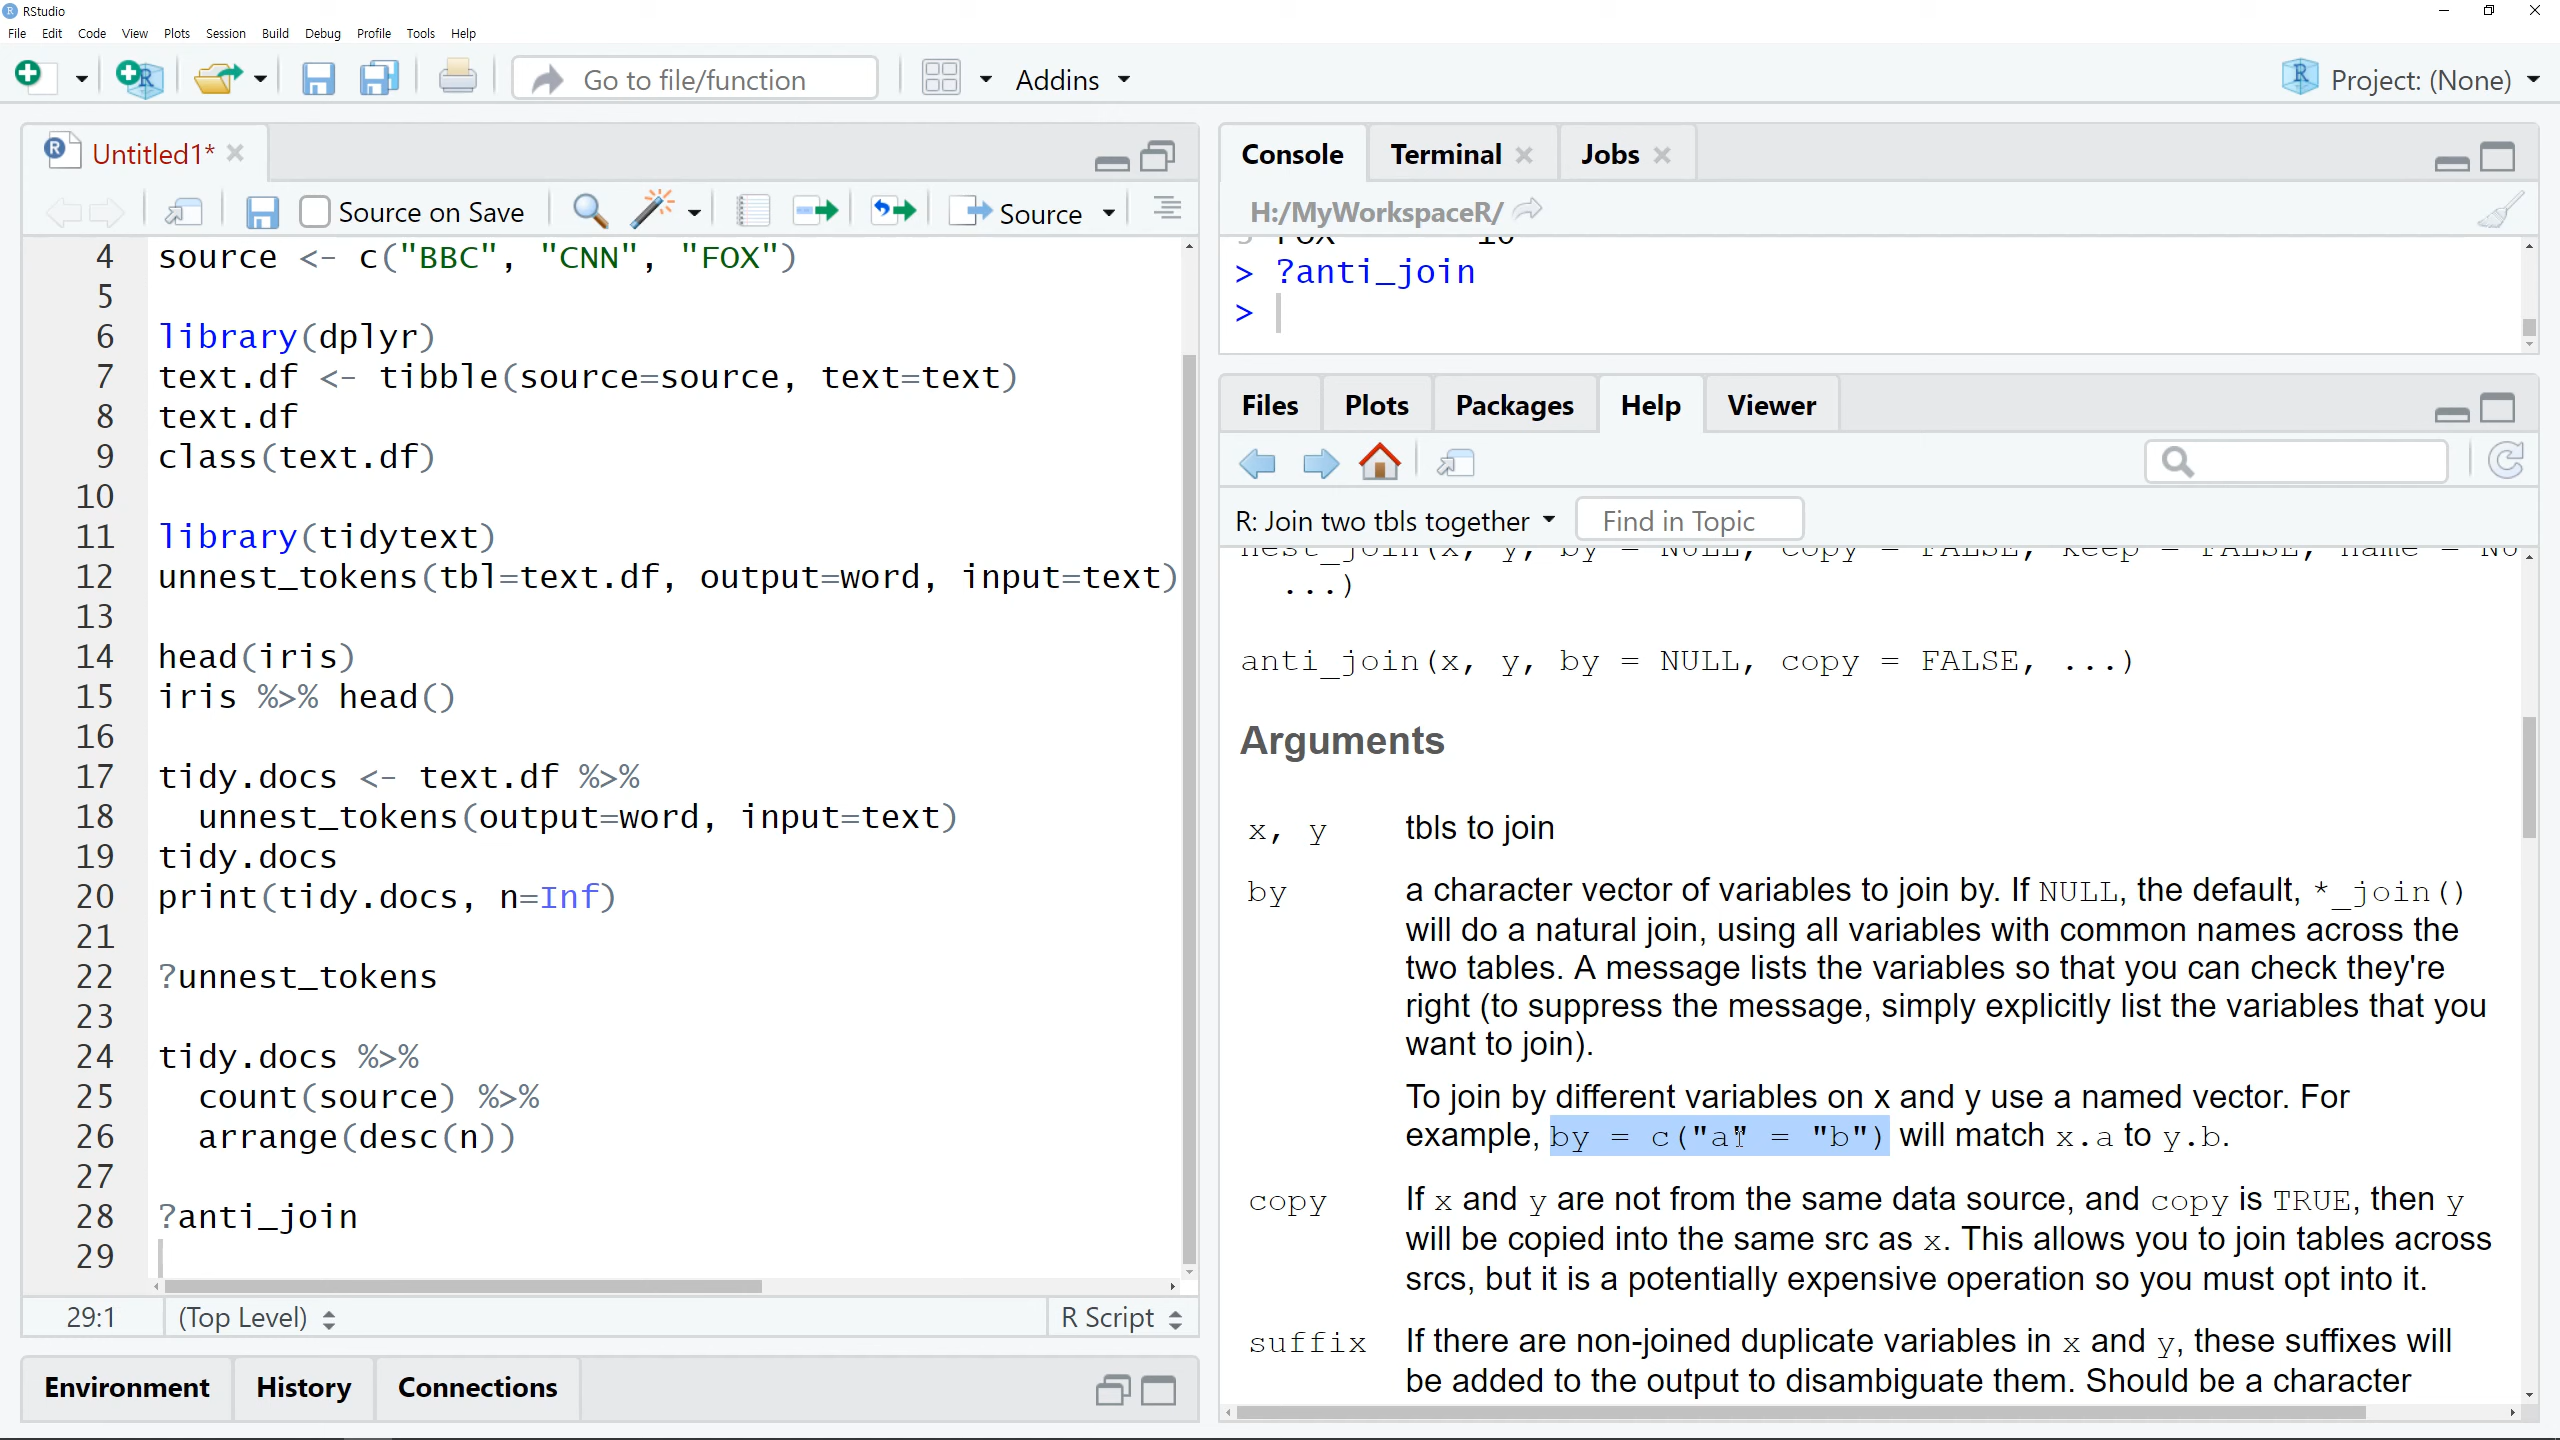 RStudio
File Edit Code View Plots Session Build Debug Profile Tools Help
Go to file/function Addins Project: (None)
Untitled1*
Source on Save Source
4 source <- c("BBC", "CNN", "FOX")
5
6 library(dplyr)
7 text.df <- tibble(source=source, text=text)
8 text.df
9 class(text.df)
10
11 library(tidytext)
12 unnest_tokens(tbl=text.df, output=word, input=text)
13
14 head(iris)
15 iris %>% head()
16
17 tidy.docs <- text.df %>%
18 unnest_tokens(output=word, input=text)
19 tidy.docs
20 print(tidy.docs, n=Inf)
21
22 ?unnest_tokens
23
24 tidy.docs %>%
25 count(source) %>%
26 arrange(desc(n))
27
28 ?anti_join
29
29:1 (Top Level) R Script
Environment History Connections
Console Terminal Jobs
H:/MyWorkspaceR/
3 FOX 10
> ?anti_join
>
Files Plots Packages Help Viewer
R: Join two tbls together Find in Topic
nest_join(x, y, by = NULL, copy = FALSE, keep = FALSE, name = NU
...)
anti_join(x, y, by = NULL, copy = FALSE, ...)
Arguments
x, y tbls to join
by a character vector of variables to join by. If NULL, the default, *_join()
will do a natural join, using all variables with common names across the
two tables. A message lists the variables so that you can check they're
right (to suppress the message, simply explicitly list the variables that you
want to join).
To join by different variables on x and y use a named vector. For
example, by = c("a" = "b") will match x.a to y.b.
copy If x and y are not from the same data source, and copy is TRUE, then y
will be copied into the same src as x. This allows you to join tables across
srcs, but it is a potentially expensive operation so you must opt into it.
suffix If there are non-joined duplicate variables in x and y, these suffixes will
be added to the output to disambiguate them. Should be a character